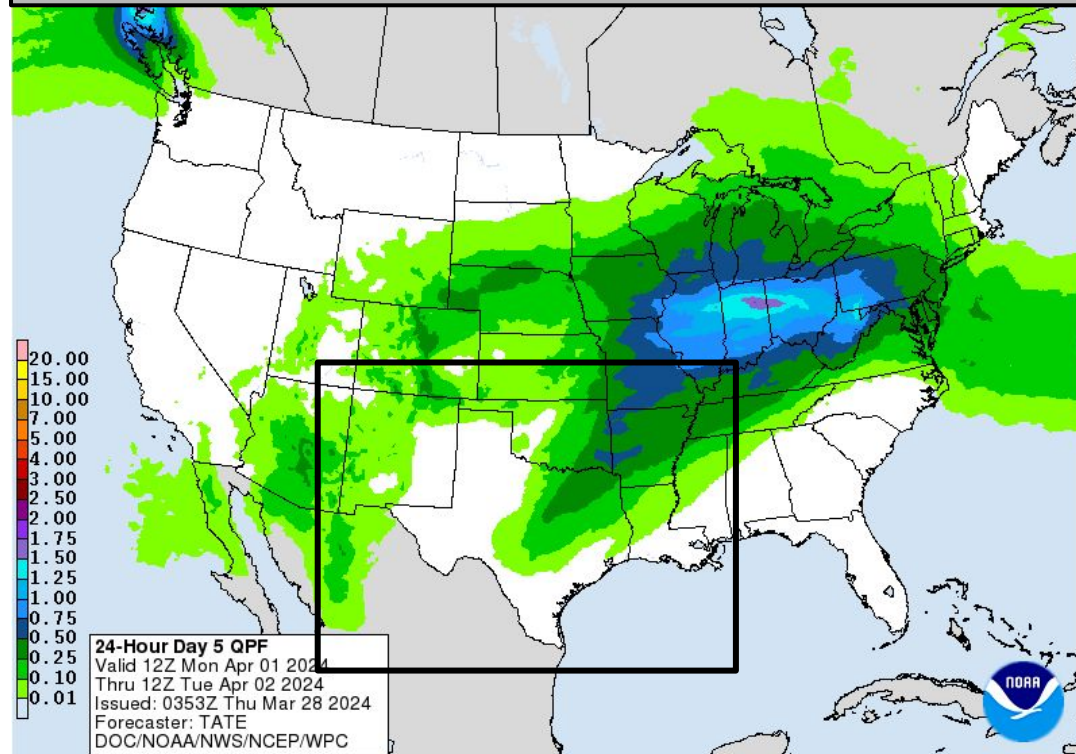 20.00
15.00
10.00
7.00
5.00
4.00
3.00
2.50
2.00
1.75
1.50
1.25
1.00
0.75
0.50
0.25
0.10
0.01
24-Hour Day 5 QPF
Valid 12Z Mon Apr 01 2024
Thru 12Z Tue Apr 02 2024
Issued: 0353Z Thu Mar 28 2024
Forecaster: TATE
DOC/NOAA/NWS/NCEP/WPC
NOAA